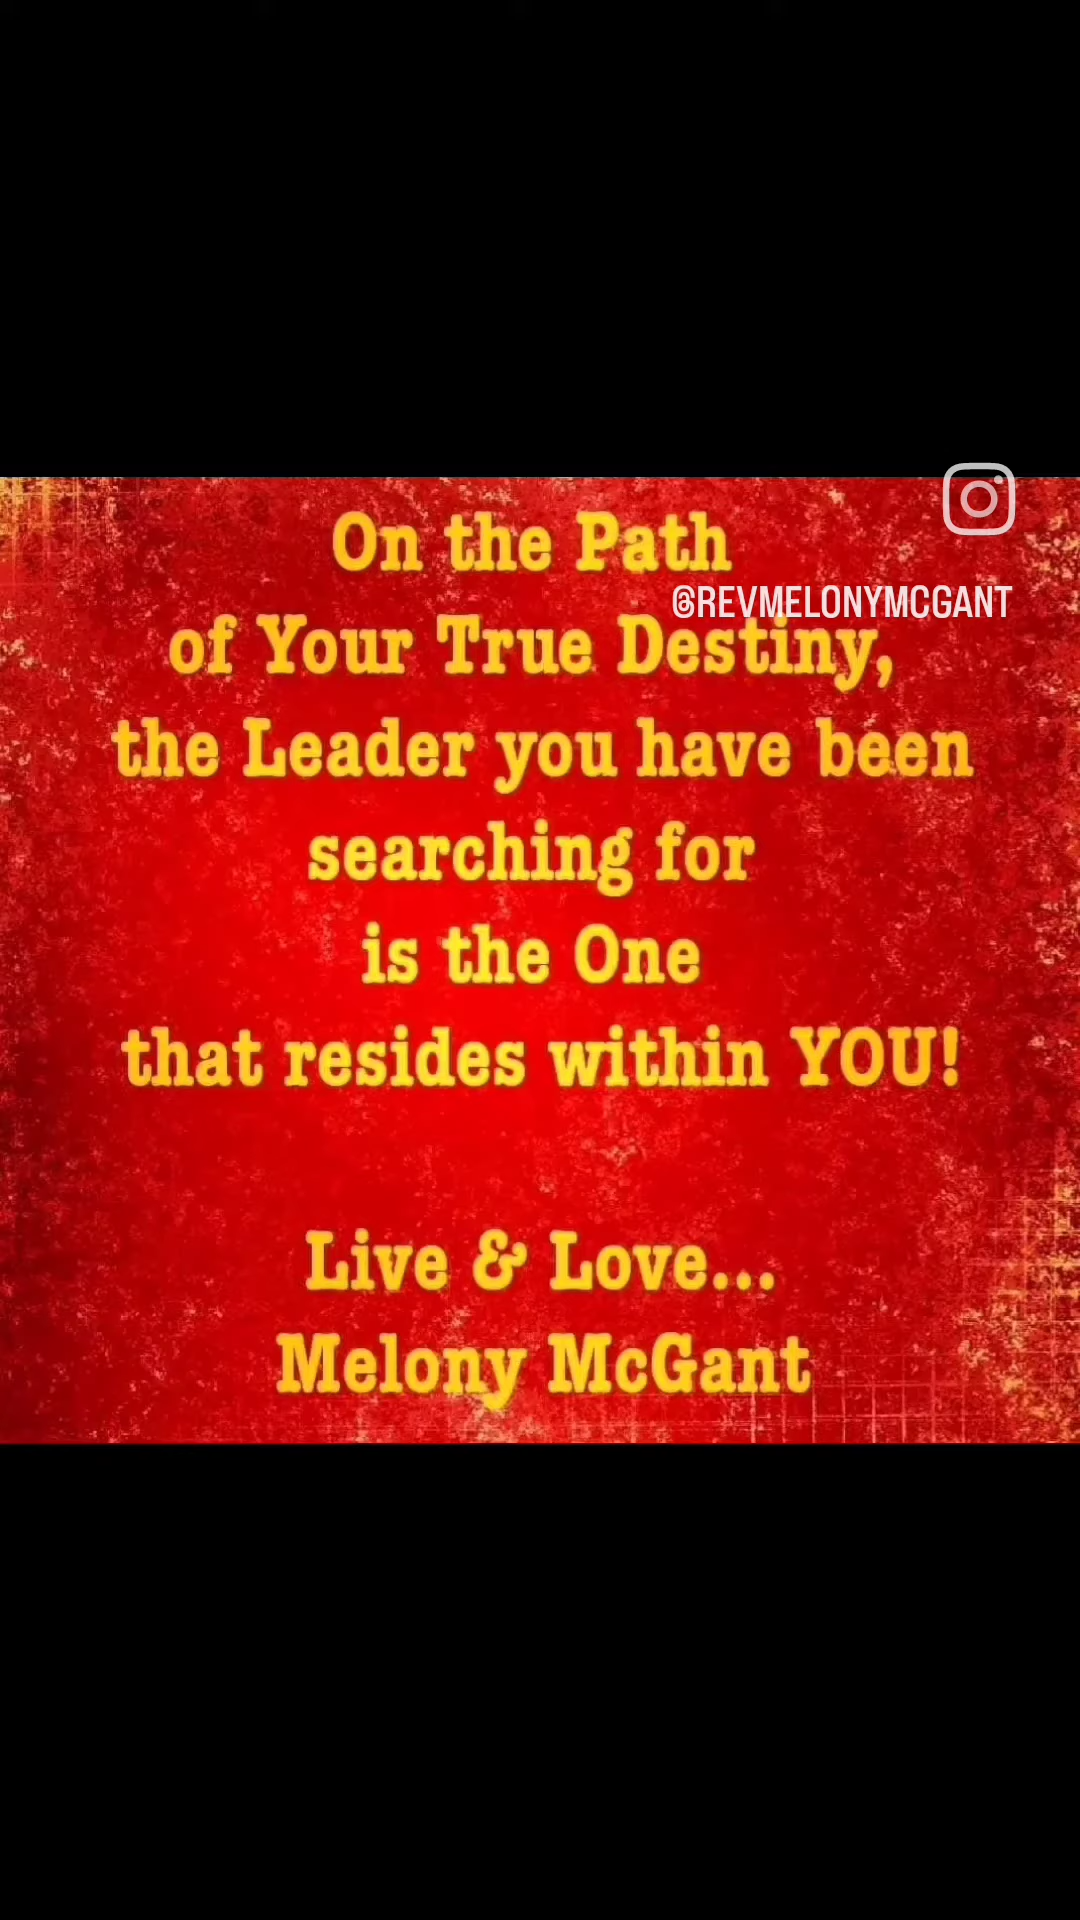 On the Path
@REVMELONYMCGANT
of Your True Destiny,
the Leader you have been
searching for
is the One
that resides within YOU!
Live & Love...
Melony McGant